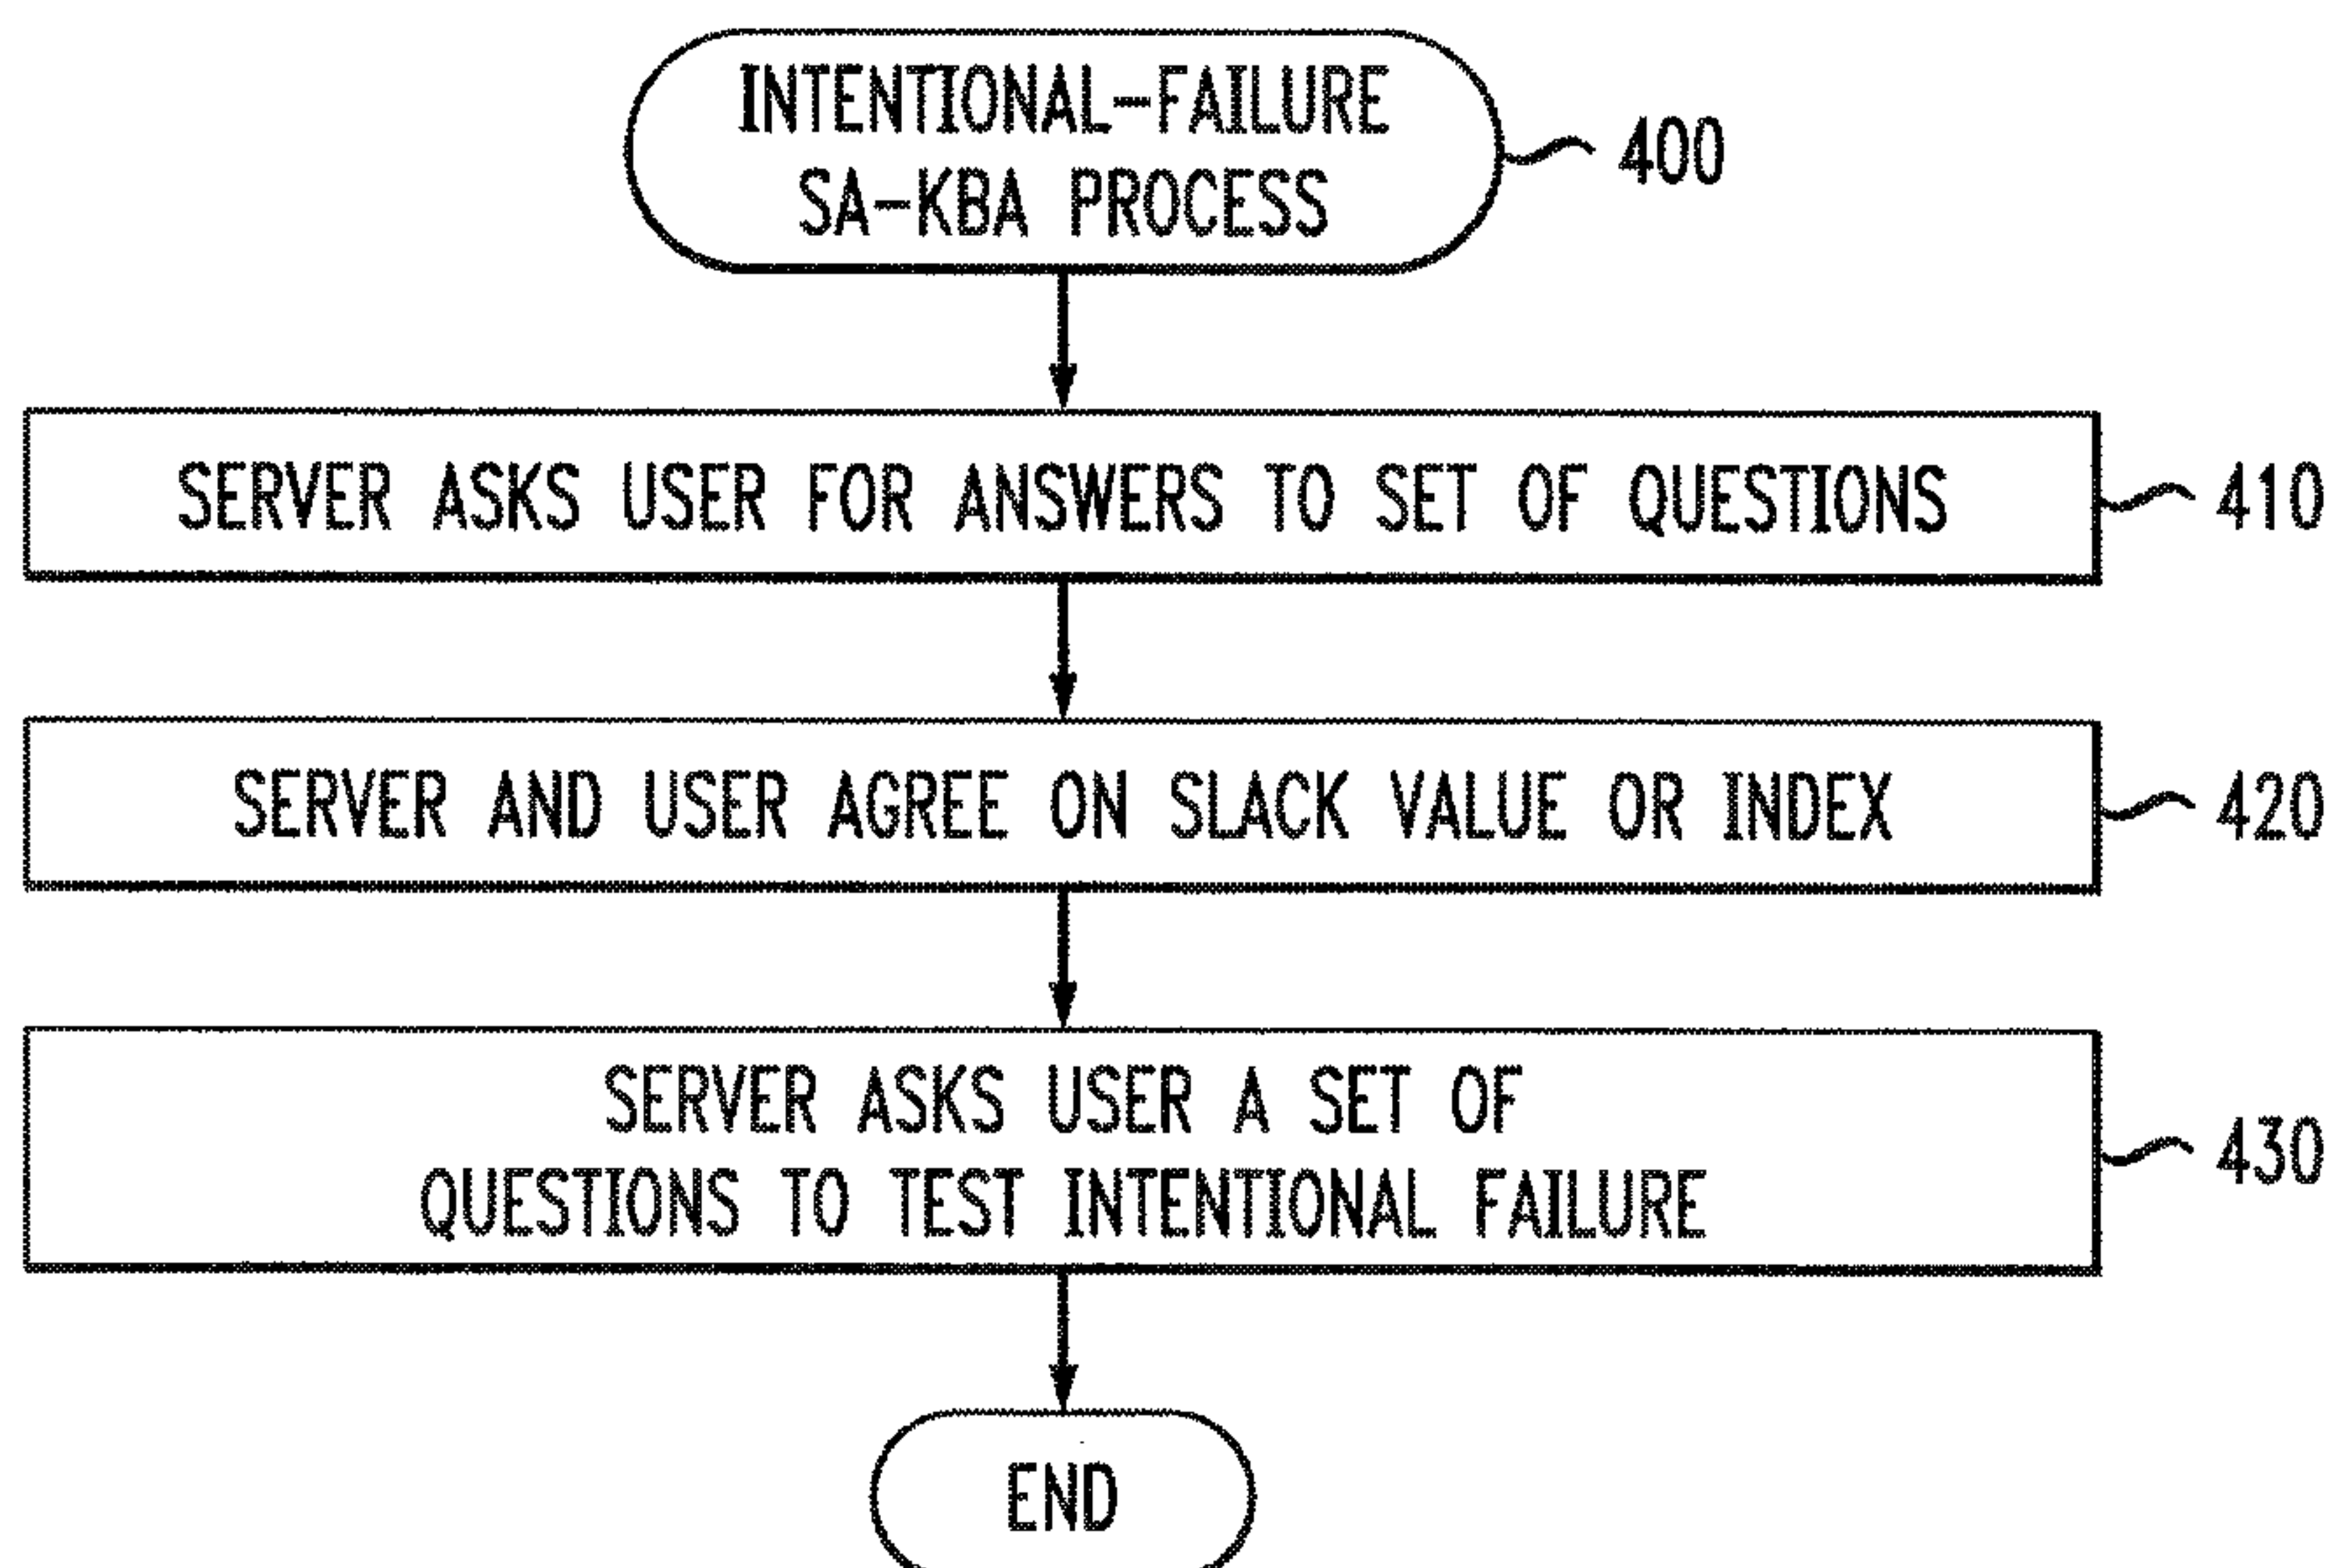 INTENTIONAL-FAILURE
SA-KBA PROCESS
400
SERVER ASKS USER FOR ANSWERS TO SET OF QUESTIONS
410
SERVER AND USER AGREE ON SLACK VALUE OR INDEX
420
SERVER ASKS USER A SET OF
QUESTIONS TO TEST INTENTIONAL FAILURE
430
END